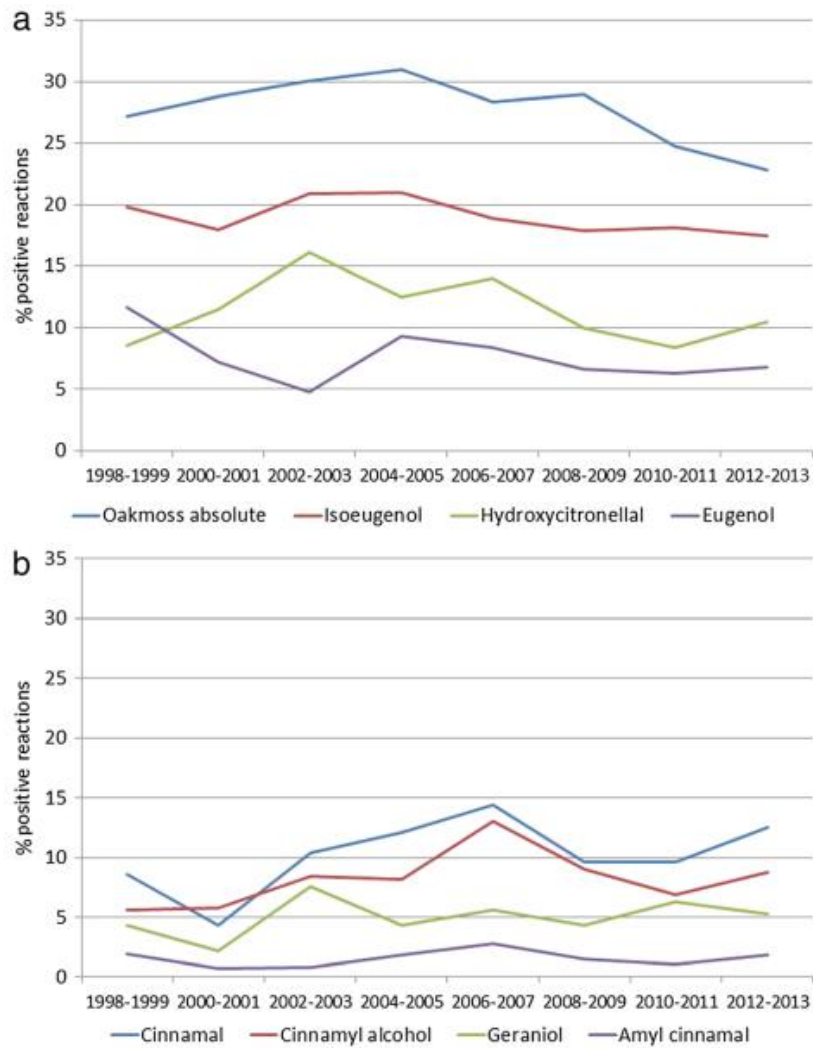 a
35
30
25
20
15
10
5
0
% positive reactions
1998-1999 2000-2001 2002-2003 2004-2005 2006-2007 2008-2009 2010-2011 2012-2013
Oakmoss absolute Isoeugenol Hydroxycitronellal Eugenol
b
35
30
25
20
15
10
5
0
% positive reactions
1998-1999 2000-2001 2002-2003 2004-2005 2006-2007 2008-2009 2010-2011 2012-2013
Cinnamal Cinnamyl alcohol Geraniol Amyl cinnamal